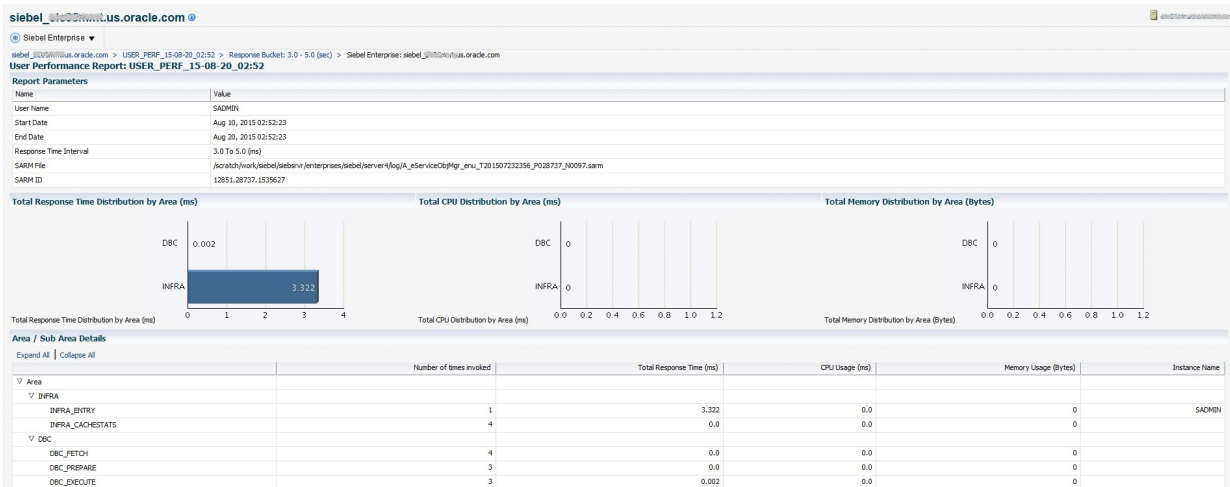 siebel_ .us.oracle.com
Siebel Enterprise
siebel_ us.oracle.com > USER_PERF_15-08-20_02:52 > Response Bucket: 3.0 - 5.0 (sec) > Siebel Enterprise: siebel_ us.oracle.com
User Performance Report: USER_PERF_15-08-20_02:52
Report Parameters
Name Value
User Name SADMIN
Start Date Aug 10, 2015 02:52:23
End Date Aug 20, 2015 02:52:23
Response Time Interval 3.0 To 5.0 (ms)
SARM File /scratch/work/siebel/siebsrvr/enterprises/siebel/server4/log/A_eServiceObjMgr_enu_T201507232356_P028737_N0097.sarm
SARM ID 12851.28737.1535627
Total Response Time Distribution by Area (ms) Total CPU Distribution by Area (ms) Total Memory Distribution by Area (Bytes)
DBC 0.002 DBC 0 DBC 0
INFRA 3.322 INFRA 0 INFRA 0
0 1 2 3 4 0.0 0.2 0.4 0.6 0.8 1.0 1.2 0.0 0.2 0.4 0.6 0.8 1.0 1.2
Total Response Time Distribution by Area (ms) Total CPU Distribution by Area (ms) Total Memory Distribution by Area (Bytes)
Area / Sub Area Details
Expand All | Collapse All
Number of times invoked Total Response Time (ms) CPU Usage (ms) Memory Usage (Bytes) Instance Name
Area
INFRA
INFRA_ENTRY 1 3.322 0.0 0 SADMIN
INFRA_CACHESTATS 4 0.0 0.0 0
DBC
DBC_FETCH 4 0.0 0.0 0
DBC_PREPARE 3 0.0 0.0 0
DBC_EXECUTE 3 0.002 0.0 0